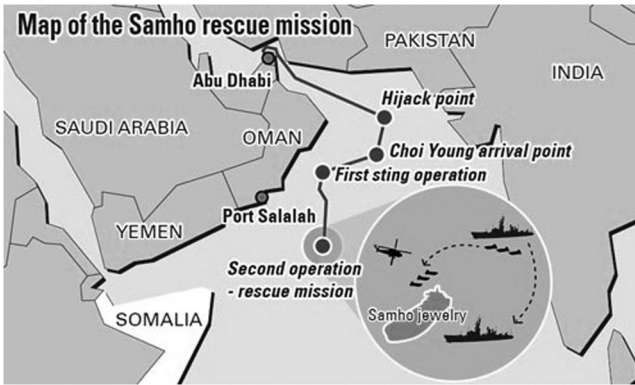 Map of the Samho rescue mission
PAKISTAN
Abu Dhabi
INDIA
Hijack point
SAUDI ARABIA
OMAN
Choi Young arrival point
First sting operation
Port Salalah
YEMEN
Second operation
- rescue mission
SOMALIA
Samho jewelry